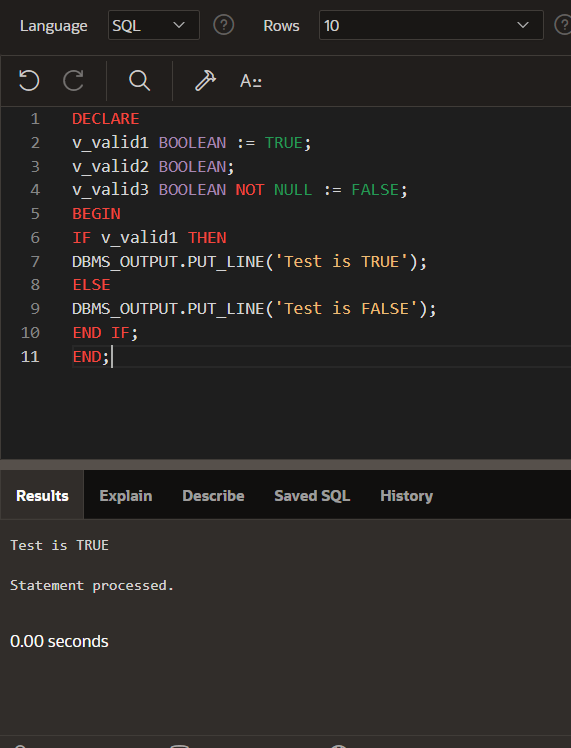 Language SQL ? Rows 10 ?
A::
1 DECLARE
2 v_valid1 BOOLEAN := TRUE;
3 v_valid2 BOOLEAN;
4 v_valid3 BOOLEAN NOT NULL := FALSE;
5 BEGIN
6 IF v_valid1 THEN
7 DBMS_OUTPUT.PUT_LINE('Test is TRUE');
8 ELSE
9 DBMS_OUTPUT.PUT_LINE('Test is FALSE');
10 END IF;
11 END;
Results Explain Describe Saved SQL History
Test is TRUE
Statement processed.
0.00 seconds